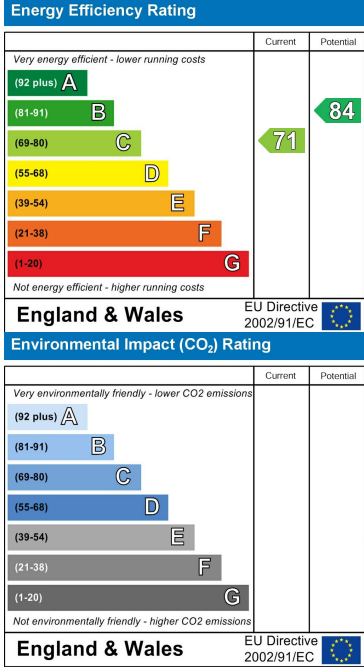 Energy Efficiency Rating
Current Potential
Very energy efficient - lower running costs
(92 plus) A
(81-91) B
84
(69-80) C
71
(55-68) D
(39-54) E
(21-38) F
(1-20) G
Not energy efficient - higher running costs
England & Wales
EU Directive
2002/91/EC
Environmental Impact (CO₂) Rating
Current Potential
Very environmentally friendly - lower CO2 emissions
(92 plus) A
(81-91) B
(69-80) C
(55-68) D
(39-54) E
(21-38) F
(1-20) G
Not environmentally friendly - higher CO2 emissions
England & Wales
EU Directive
2002/91/EC